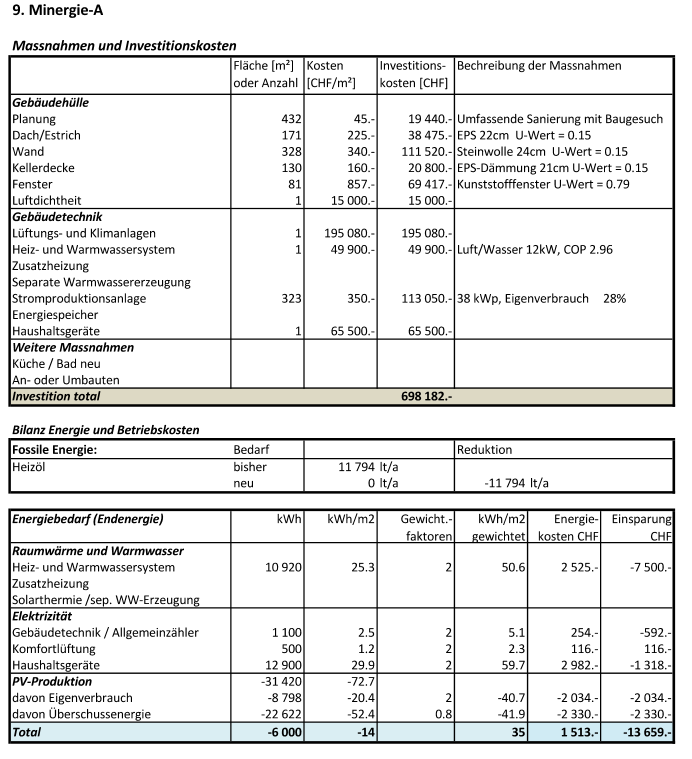 9. Minergie-A
Massnahmen und Investitionskosten
Fläche [m²] Kosten Investitions- Bechreibung der Massnahmen
oder Anzahl [CHF/m²] kosten [CHF]
Gebäudehülle
Planung 432 45.- 19 440.- Umfassende Sanierung mit Baugesuch
Dach/Estrich 171 225.- 38 475.- EPS 22cm U-Wert = 0.15
Wand 328 340.- 111 520.- Steinwolle 24cm U-Wert = 0.15
Kellerdecke 130 160.- 20 800.- EPS-Dämmung 21cm U-Wert = 0.15
Fenster 81 857.- 69 417.- Kunststofffenster U-Wert = 0.79
Luftdichtheit 1 15 000.- 15 000.-
Gebäudetechnik
Lüftungs- und Klimanlagen 1 195 080.- 195 080.-
Heiz- und Warmwassersystem 1 49 900.- 49 900.- Luft/Wasser 12kW, COP 2.96
Zusatzheizung
Separate Warmwassererzeugung
Stromproduktionsanlage 323 350.- 113 050.- 38 kWp, Eigenverbrauch 28%
Energiespeicher
Haushaltsgeräte 1 65 500.- 65 500.-
Weitere Massnahmen
Küche / Bad neu
An- oder Umbauten
Investition total 698 182.-
Bilanz Energie und Betriebskosten
Fossile Energie: Bedarf Reduktion
Heizöl bisher 11 794 lt/a
neu 0 lt/a -11 794 lt/a
Energiebedarf (Endenergie) kWh kWh/m2 Gewicht.- kWh/m2 Energie- Einsparung
faktoren gewichtet kosten CHF CHF
Raumwärme und Warmwasser
Heiz- und Warmwassersystem 10 920 25.3 2 50.6 2 525.- -7 500.-
Zusatzheizung
Solarthermie /sep. WW-Erzeugung
Elektrizität
Gebäudetechnik / Allgemeinzähler 1 100 2.5 2 5.1 254.- -592.-
Komfortlüftung 500 1.2 2 2.3 116.- 116.-
Haushaltsgeräte 12 900 29.9 2 59.7 2 982.- -1 318.-
PV-Produktion -31 420 -72.7
davon Eigenverbrauch -8 798 -20.4 2 -40.7 -2 034.- -2 034.-
davon Überschussenergie -22 622 -52.4 0.8 -41.9 -2 330.- -2 330.-
Total -6 000 -14 35 1 513.- -13 659.-